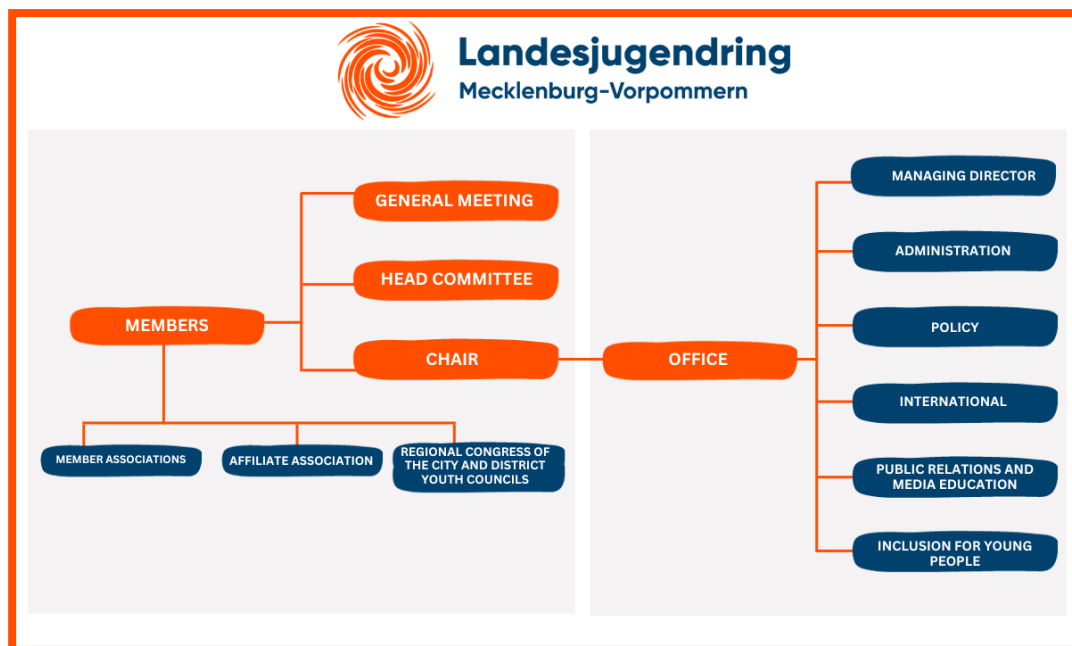 Landesjugendring
Mecklenburg-Vorpommern
GENERAL MEETING
HEAD COMMITTEE
MEMBERS
CHAIR
MEMBER ASSOCIATIONS
AFFILIATE ASSOCIATION
REGIONAL CONGRESS OF
THE CITY AND DISTRICT
YOUTH COUNCILS
OFFICE
MANAGING DIRECTOR
ADMINISTRATION
POLICY
INTERNATIONAL
PUBLIC RELATIONS AND
MEDIA EDUCATION
INCLUSION FOR YOUNG
PEOPLE